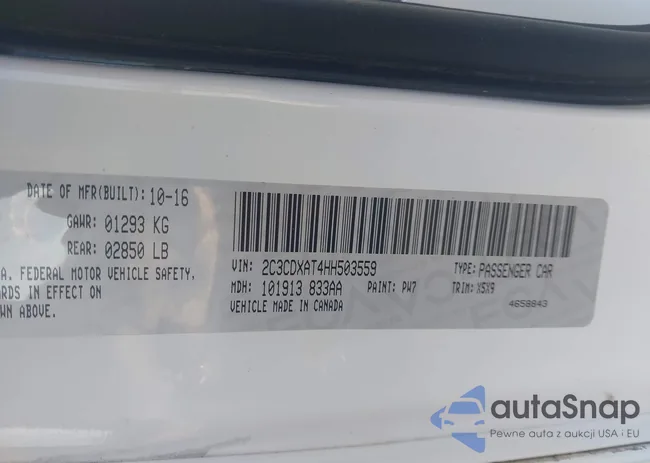 DATE OF MFR(BUILT): 10-16
GAWR: 01293 KG
REAR: 02850 LB
A. FEDERAL MOTOR VEHICLE SAFETY,
ARDS IN EFFECT ON
WN ABOVE.
VIN: 2C3CDXAT4HH503559
TYPE: PASSENGER CAR
MDH: 101913 833AA
PAINT: PW7
TRIM: X5X9
VEHICLE MADE IN CANADA
4658843
autaSnap
Pewne auta z aukcji USA i EU